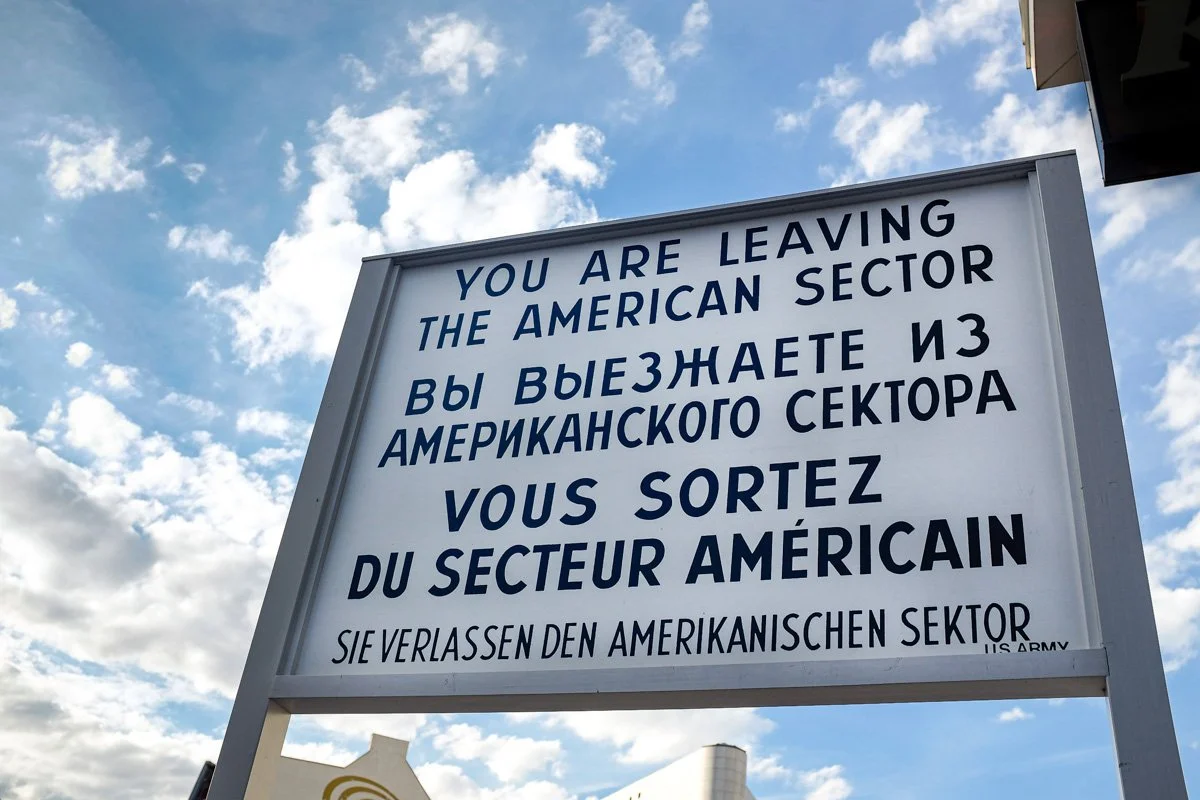 YOU ARE LEAVING
THE AMERICAN SECTOR
ВЫ ВЫЕЗЖАЕТЕ ИЗ
АМЕРИКАНСКОГО СЕКТОРА
VOUS SORTEZ
DU SECTEUR AMÉRICAIN
SIE VERLASSEN DEN AMERIKANISCHEN SEKTOR
US ARMY